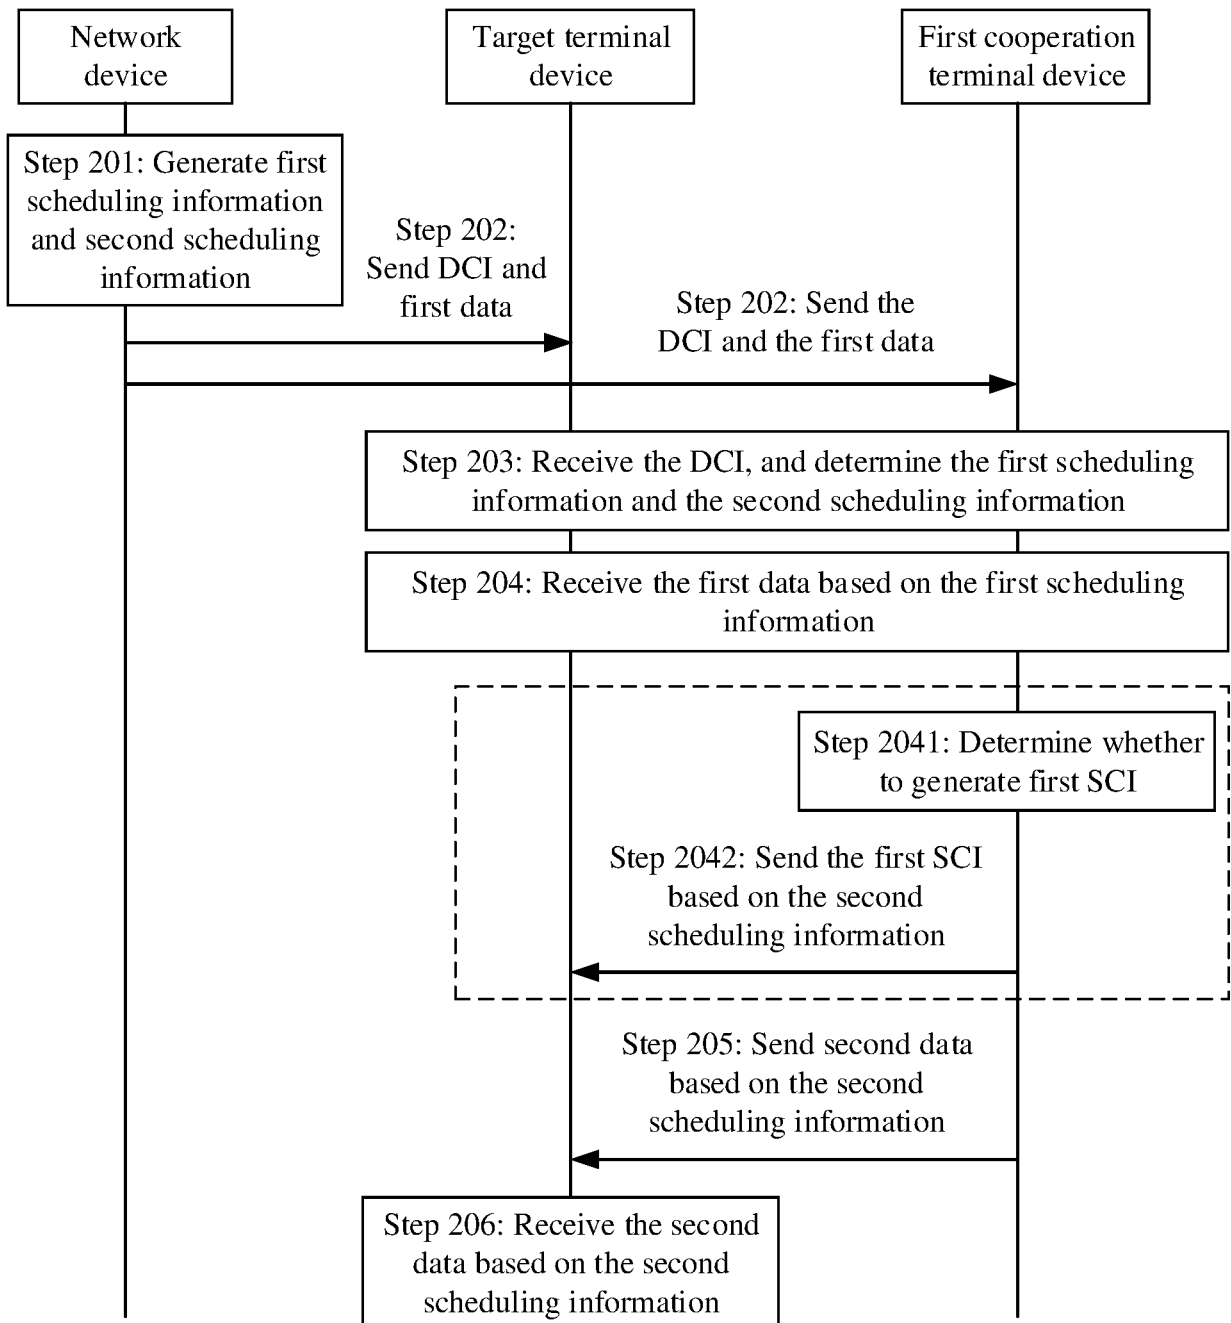 Network
device
Target terminal
device
First cooperation
terminal device
Step 201: Generate first
scheduling information
and second scheduling
information
Step 202:
Send DCI and
first data
Step 202: Send the
DCI and the first data
Step 203: Receive the DCI, and determine the first scheduling
information and the second scheduling information
Step 204: Receive the first data based on the first scheduling
information
Step 2041: Determine whether
to generate first SCI
Step 2042: Send the first SCI
based on the second
scheduling information
Step 205: Send second data
based on the second
scheduling information
Step 206: Receive the second
data based on the second
scheduling information